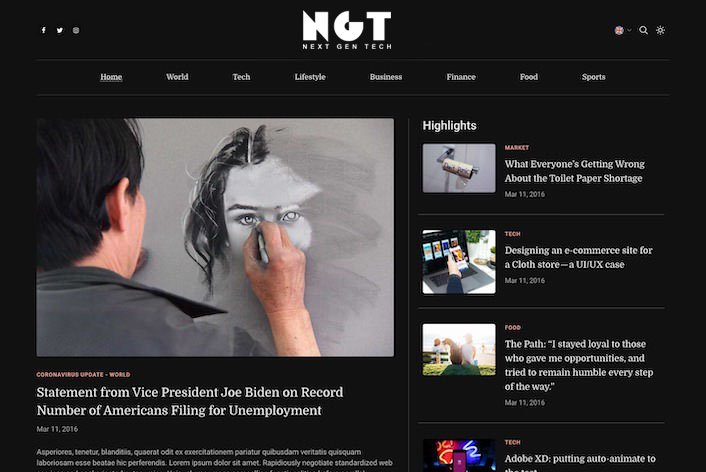 NGT
NEXT GEN TECH
Home World Tech Lifestyle Business Finance Food Sports
Highlights
MARKET
What Everyone's Getting Wrong
About the Toilet Paper Shortage
Mar 11, 2016
TECH
Designing an e-commerce site for
a Cloth store—a UI/UX case
Mar 11, 2016
FOOD
The Path: “I stayed loyal to those
who gave me opportunities, and
tried to remain humble every step
of the way.”
Mar 11, 2016
TECH
Adobe XD: putting auto-animate to
the test
CORONAVIRUS UPDATE - WORLD
Statement from Vice President Joe Biden on Record
Number of Americans Filing for Unemployment
Mar 11, 2016
Asperiores, tenetur, blanditiis, quaerat odit ex exercitationem pariatur quibusdam veritatis quisquam
laboriosam esse beatae hic perferendis. Lorem ipsum dolor sit amet. Rapidiously negotiate standardized web